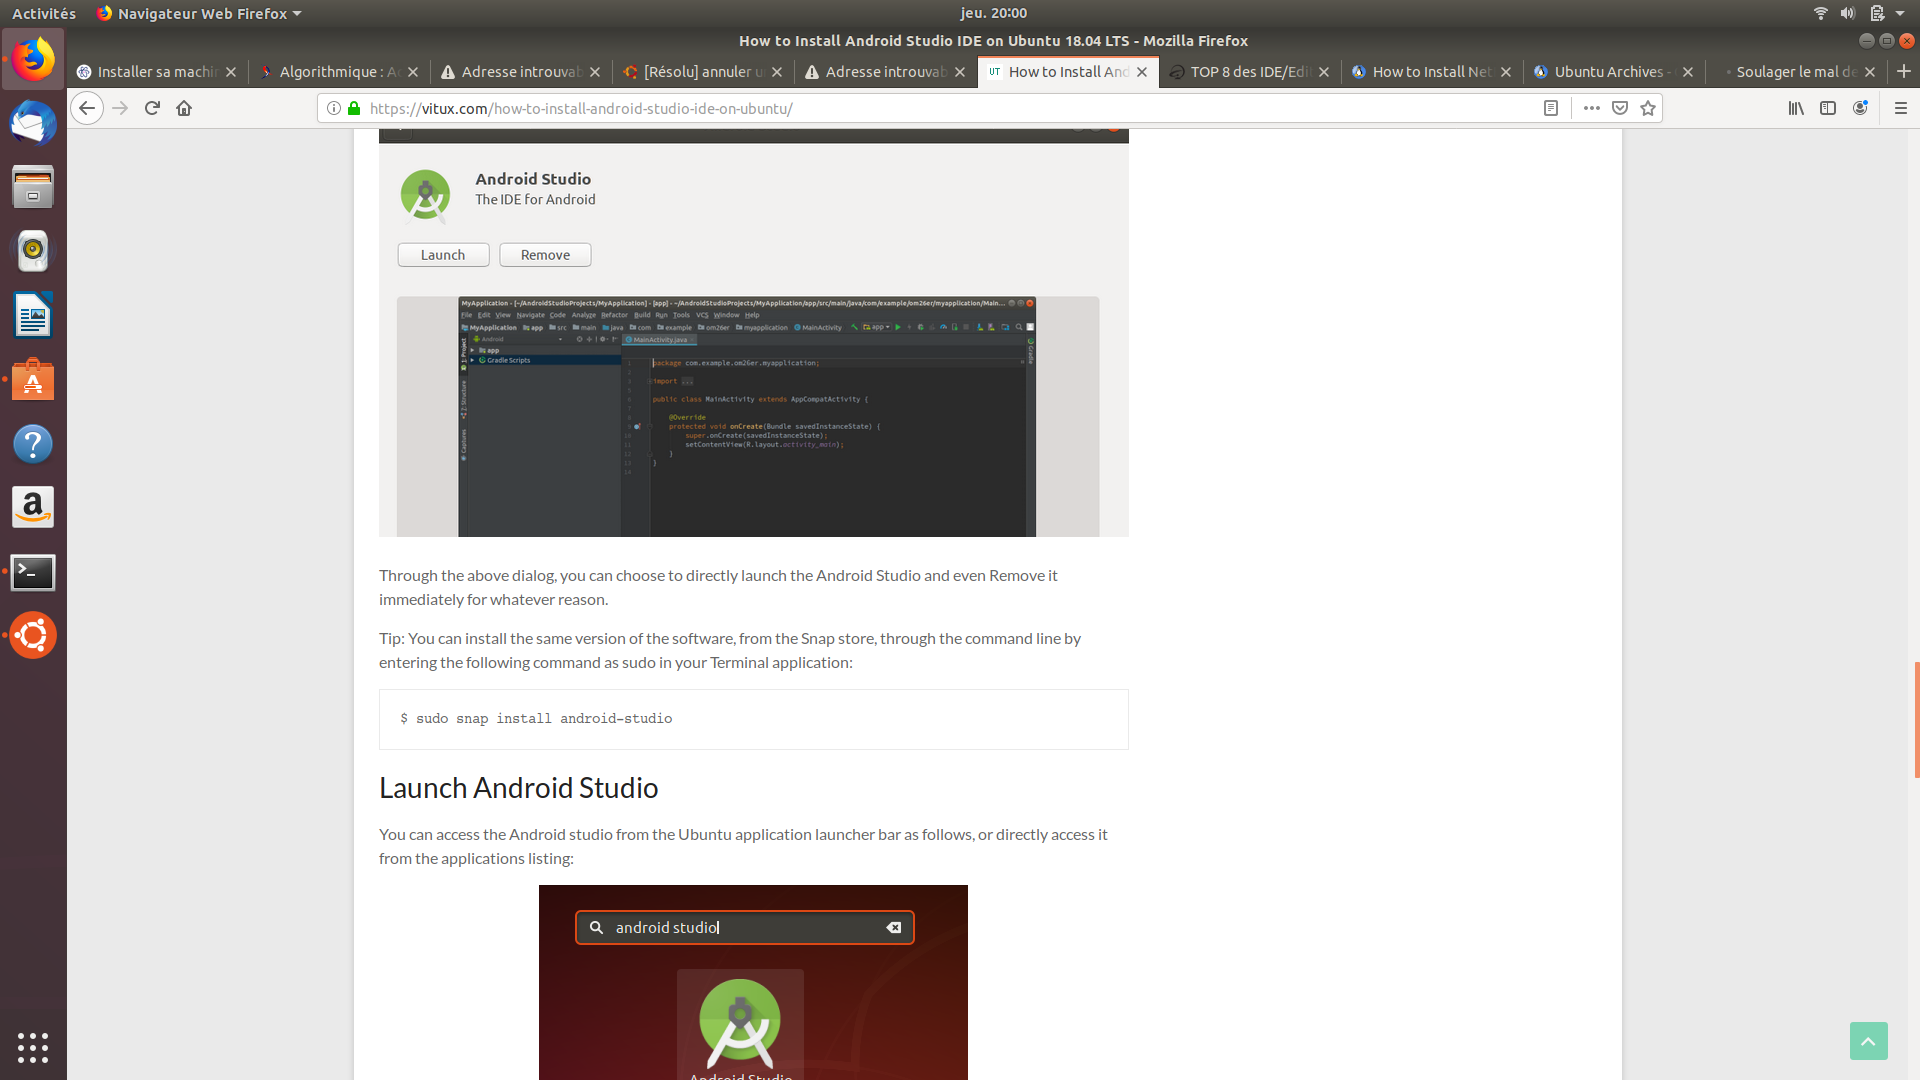 Activités
Navigateur Web Firefox
jeu. 20:00
How to Install Android Studio IDE on Ubuntu 18.04 LTS - Mozilla Firefox
Installer sa machin
Algorithmique : Ac
Adresse introuvab
[Résolu] annuler u
Adresse introuvab
UT How to Install And
TOP 8 des IDE/Edit
How to Install Net
Ubuntu Archives -
Soulager le mal de
https://vitux.com/how-to-install-android-studio-ide-on-ubuntu/
Android Studio
The IDE for Android
Launch
Remove
MyApplication - [~/AndroidStudioProjects/MyApplication] - [app] - ~/AndroidStudioProjects/MyApplication/app/src/main/java/com/example/om26er/myapplication/Main...
File Edit View Navigate Code Analyze Refactor Build Run Tools VCS Window Help
MyApplication app src main java com example om26er myapplication MainActivity app
Android
MainActivity.java
app
Gradle Scripts
1: Project
2: Structure
Captures
Gradle
package com.example.om26er.myapplication;
import ...
public class MainActivity extends AppCompatActivity {
@Override
protected void onCreate(Bundle savedInstanceState) {
super.onCreate(savedInstanceState);
setContentView(R.layout.activity_main);
}
}
Through the above dialog, you can choose to directly launch the Android Studio and even Remove it
immediately for whatever reason.
Tip: You can install the same version of the software, from the Snap store, through the command line by
entering the following command as sudo in your Terminal application:
$ sudo snap install android-studio
Launch Android Studio
You can access the Android studio from the Ubuntu application launcher bar as follows, or directly access it
from the applications listing:
android studio
Android Studio